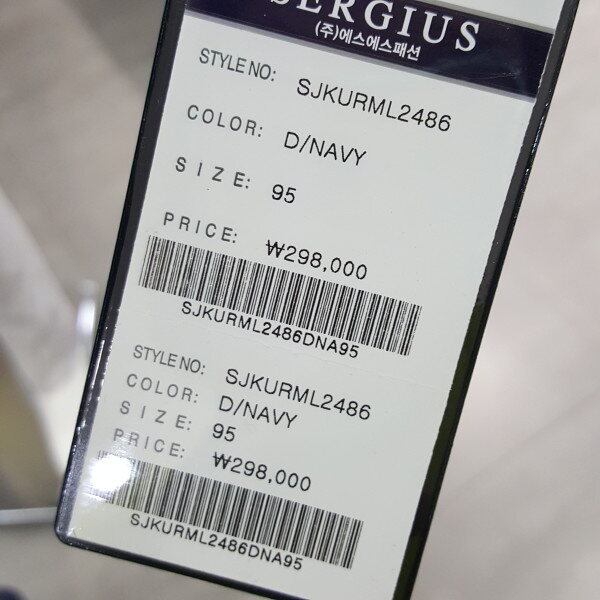 SERGIUS
(주)에스에스패션
STYLE NO: SJKURML2486
COLOR: D/NAVY
SIZE: 95
PRICE: ₩298,000
SJKURML2486DNA95
STYLE NO: SJKURML2486
COLOR: D/NAVY
SIZE: 95
PRICE: ₩298,000
SJKURML2486DNA95